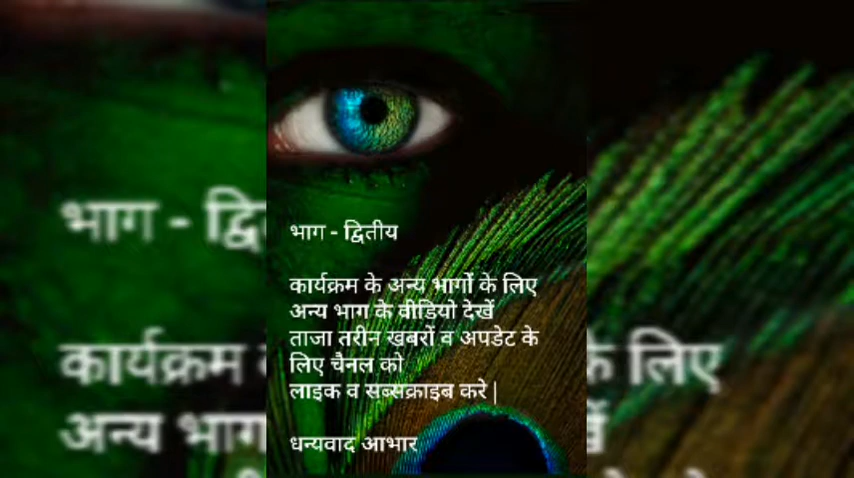 भाग - द्वितीय
कार्यक्रम के अन्य भागों के लिए
अन्य भाग के वीडियो देखें
ताजा तरीन खबरों व अपडेट के
लिए चैनल को
लाइक व सब्सक्राइब करे |
धन्यवाद आभार